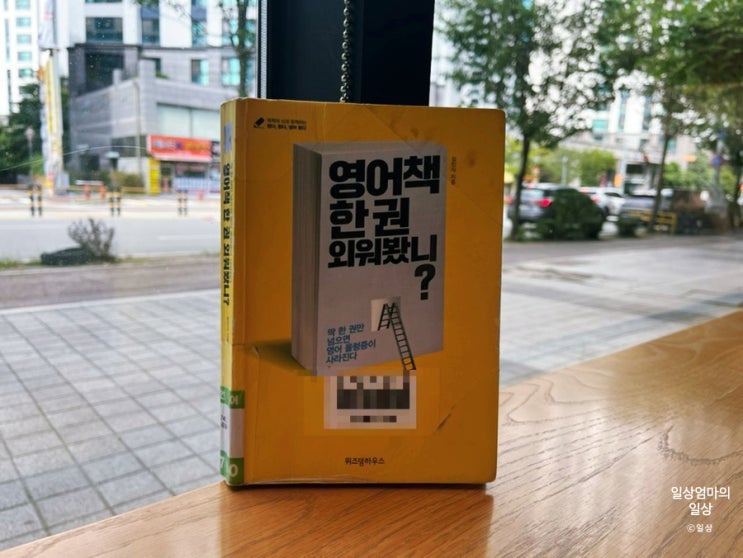 영어책
한 권
외워봤니
?
딱 한 권만
넘으면
영어 울렁증이
사라진다
위즈덤하우스
영어책 한 권 외워봤니?
일상엄마의
일상
©일상